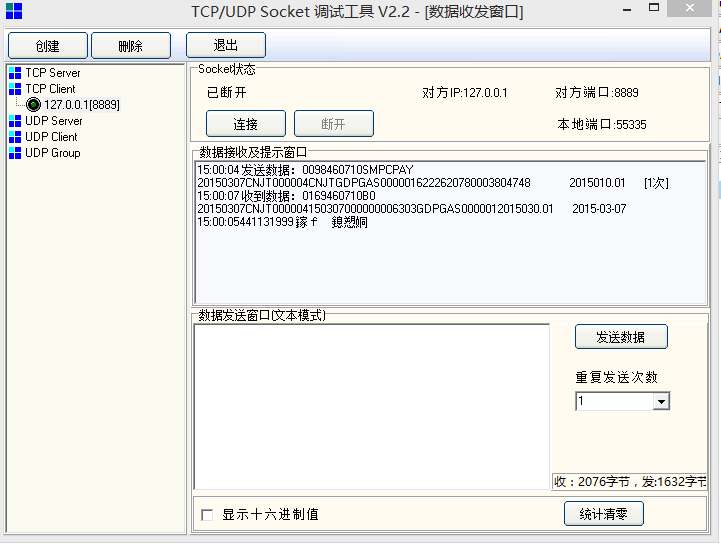 TCP/UDP Socket 调试工具 V2.2 - [数据收发窗口]
创建 删除 退出
TCP Server
TCP Client
127.0.0.1[8889]
UDP Server
UDP Client
UDP Group
Socket状态
已断开 对方IP:127.0.0.1 对方端口:8889
连接 断开 本地端口:55335
数据接收及提示窗口
15:00:04 发送数据：0098460710SMPCPAY
20150307CNJT000004CNJTGDPGAS0000016222620780003804748 2015010.01 [1次]
15:00:07 收到数据：0169460710B0
20150307CNJT0000041503070000000006303GDPGAS0000012015030.01 2015-03-07
15:00:05441131999 鎵 f
数据发送窗口(文本模式)
发送数据
重复发送次数
1
收：2076字节，发:1632字节
显示十六进制值 统计清零